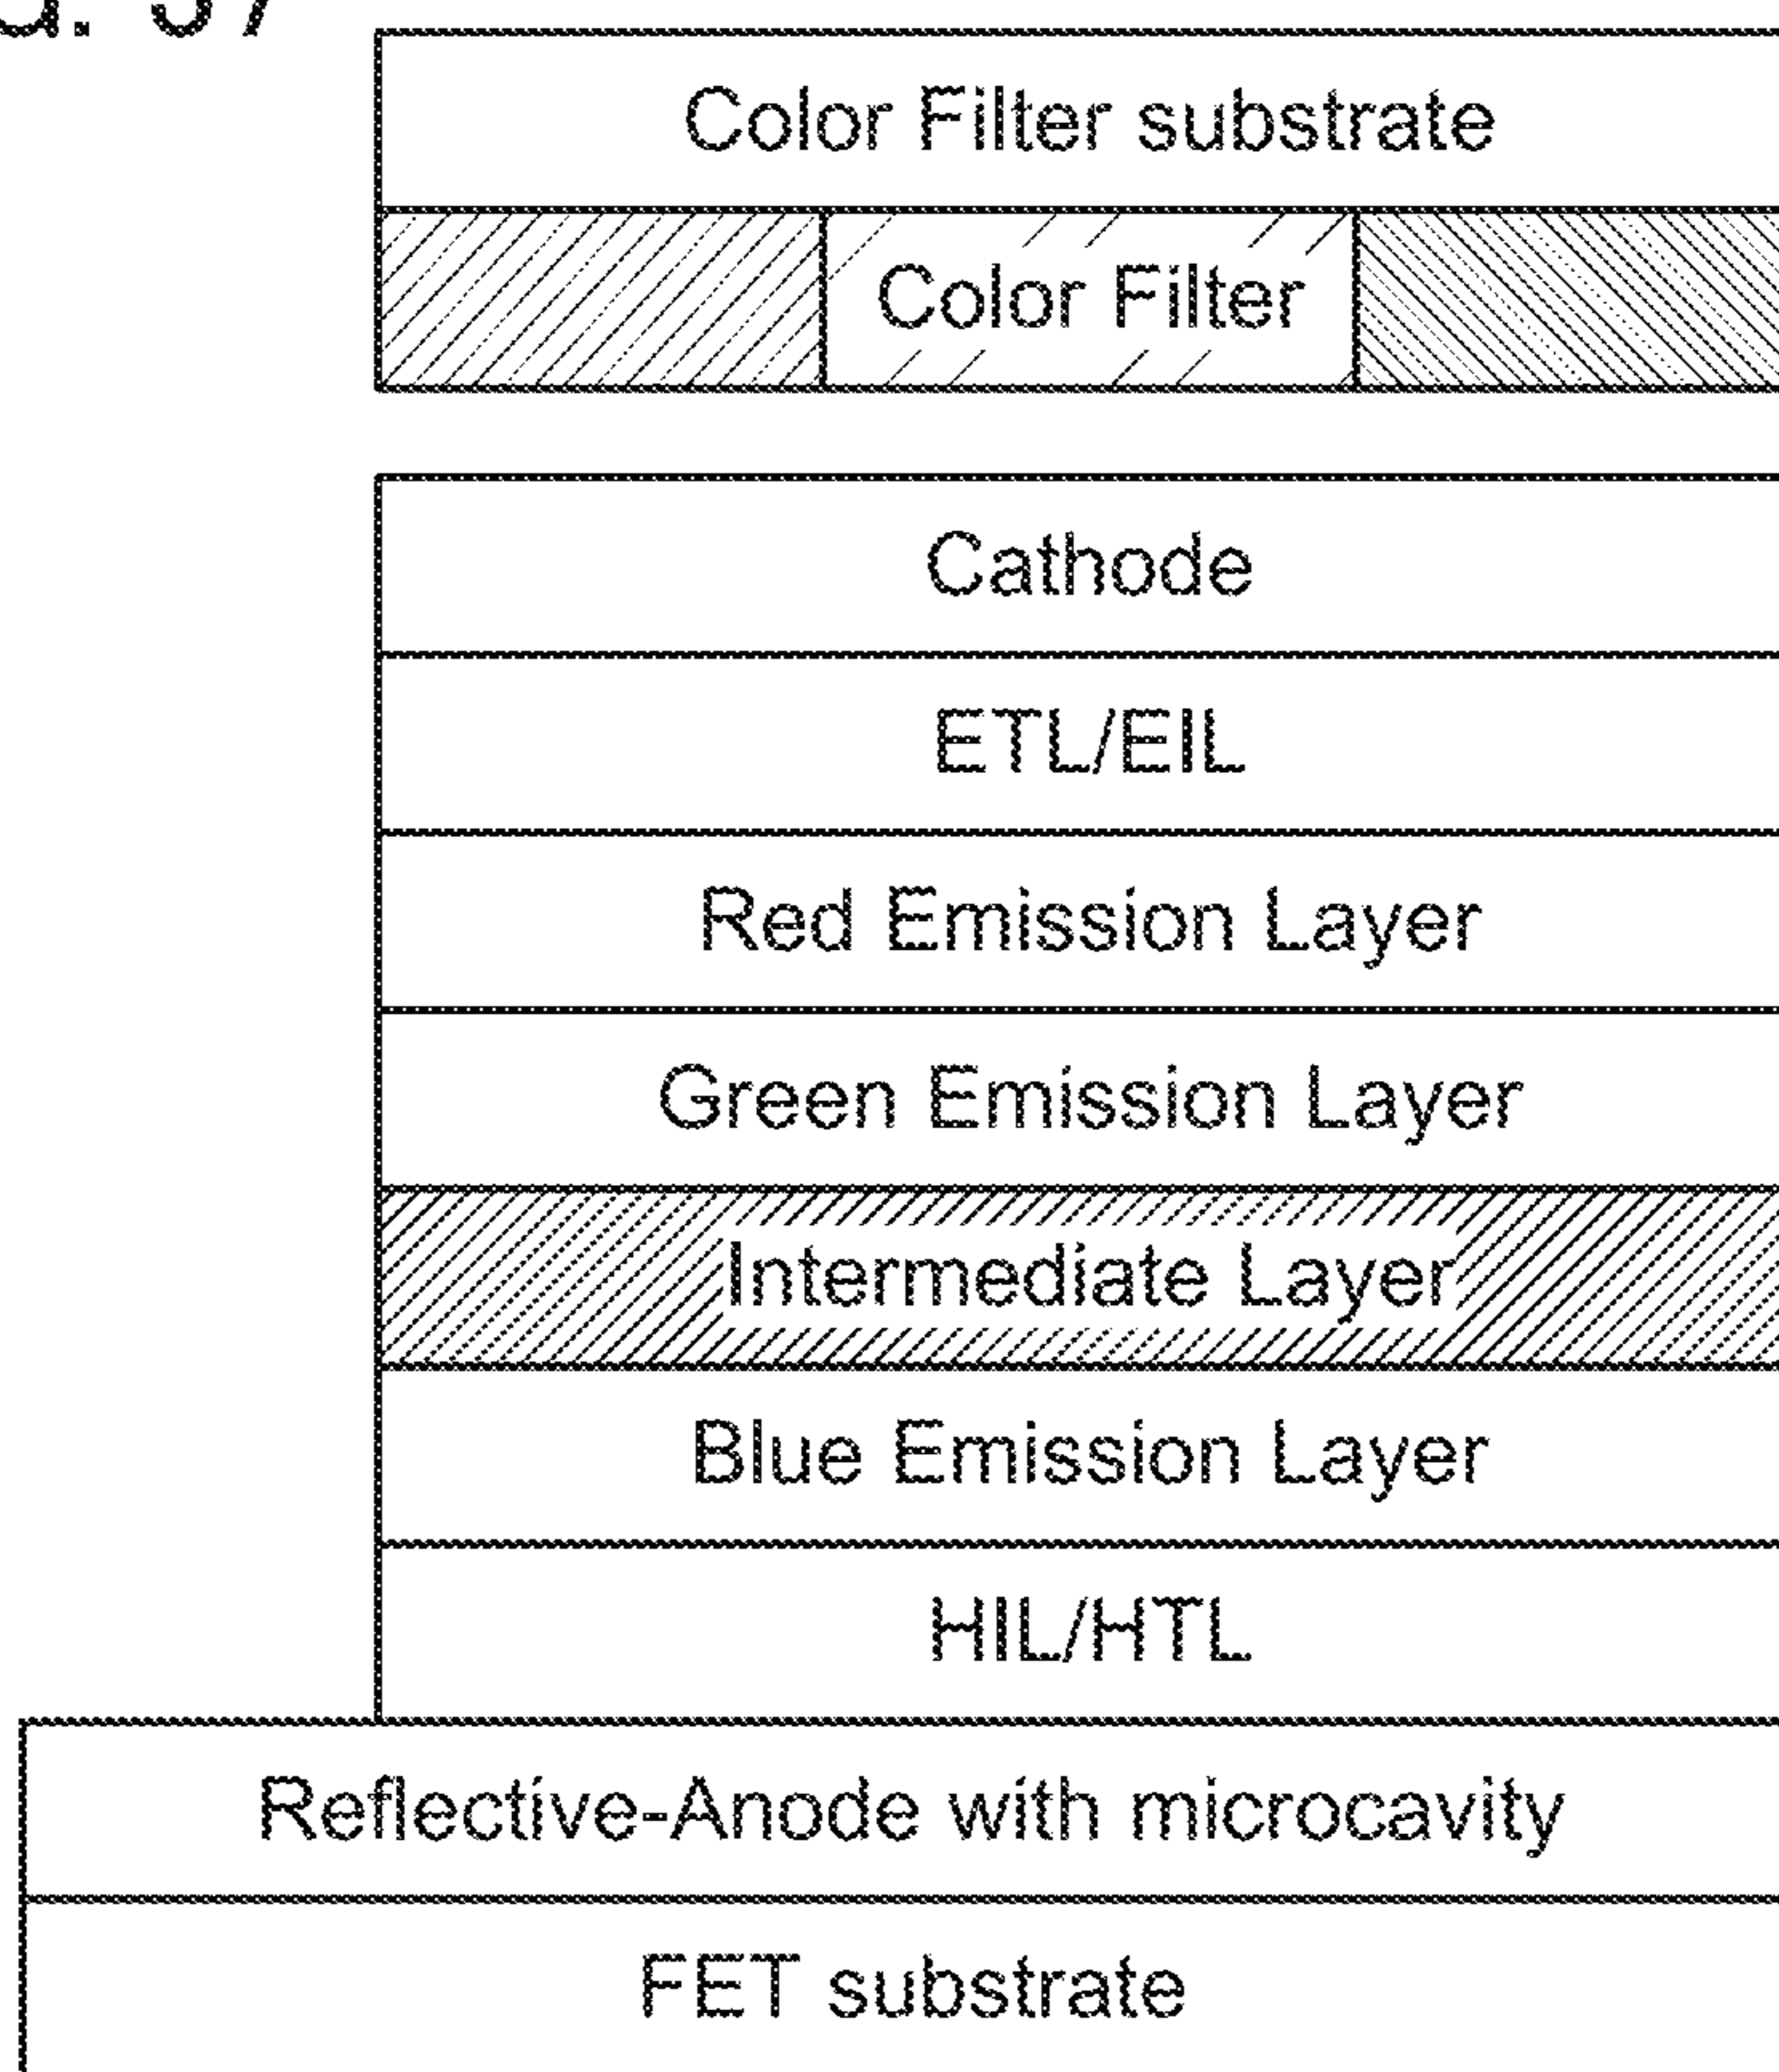 Color Filter substrate
Color Filter
Cathode
ETL/EIL
Red Emission Layer
Green Emission Layer
Intermediate Layer
Blue Emission Layer
HIL/HTL
Reflective-Anode with microcavity
FET substrate